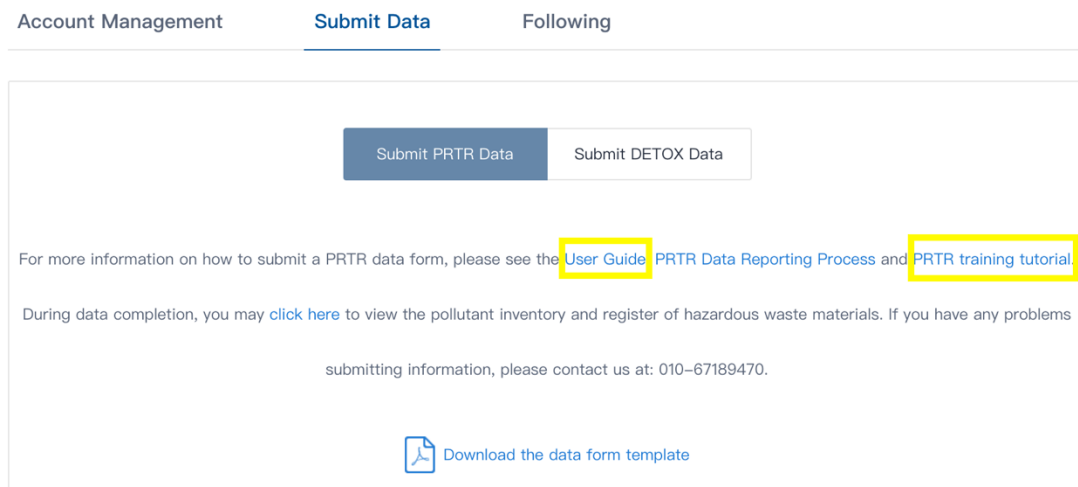 Account Management Submit Data Following
Submit PRTR Data Submit DETOX Data
For more information on how to submit a PRTR data form, please see the User Guide PRTR Data Reporting Process and PRTR training tutorial.
During data completion, you may click here to view the pollutant inventory and register of hazardous waste materials. If you have any problems
submitting information, please contact us at: 010-67189470.
Download the data form template